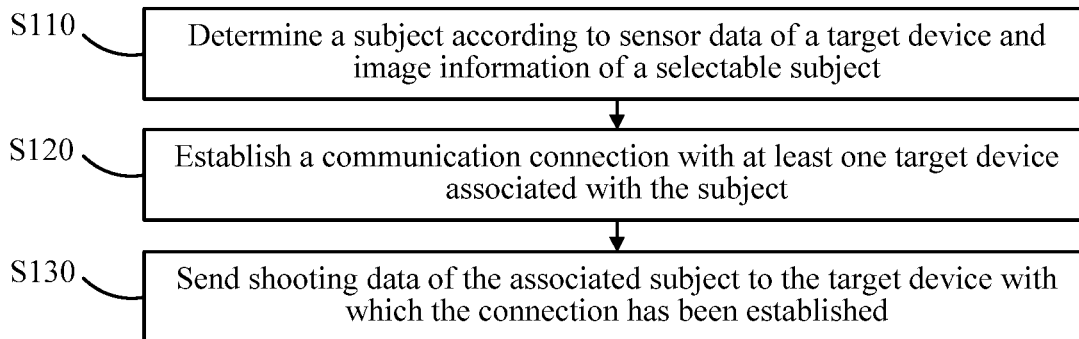 S110
Determine a subject according to sensor data of a target device and
image information of a selectable subject
S120
Establish a communication connection with at least one target device
associated with the subject
S130
Send shooting data of the associated subject to the target device with
which the connection has been established